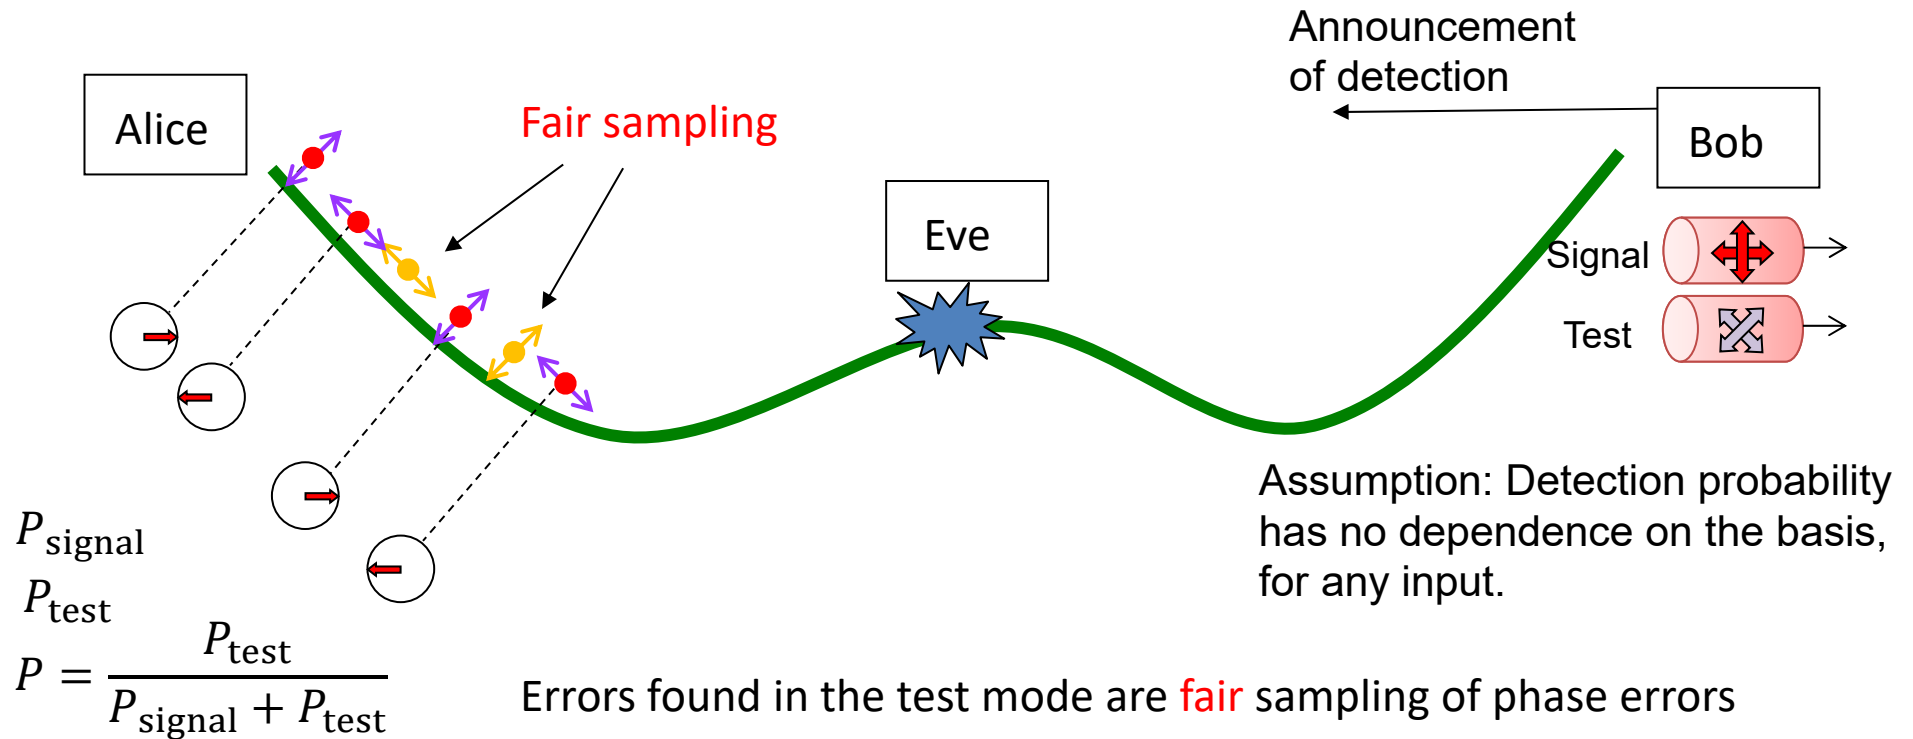 Announcement
of detection
Alice
Fair sampling
Bob
Eve
Signal
Test
Assumption: Detection probability
has no dependence on the basis,
for any input.
P_signal
P_test
P = P_test / (P_signal + P_test)
Errors found in the test mode are fair sampling of phase errors